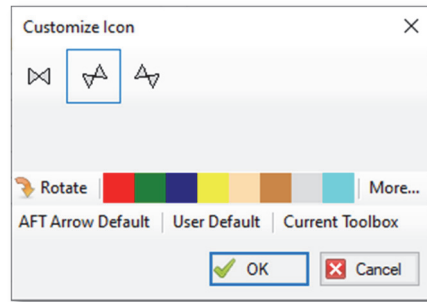 Customize Icon
Rotate More...
AFT Arrow Default User Default Current Toolbox
OK Cancel